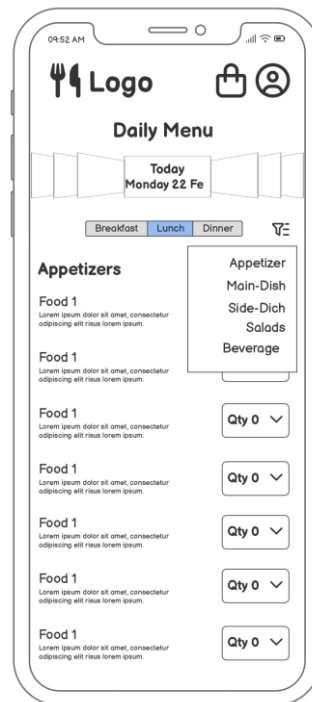 09:52 AM
Logo
Daily Menu
Today
Monday 22 Fe
Breakfast Lunch Dinner
Appetizer
Main-Dish
Side-Dich
Salads
Beverage
Appetizers
Food 1
Lorem ipsum dolor sit amet, consectetur
adipiscing elit risus lorem ipsum.
Food 1
Lorem ipsum dolor sit amet, consectetur
adipiscing elit risus lorem ipsum.
Food 1
Lorem ipsum dolor sit amet, consectetur
adipiscing elit risus lorem ipsum.
Qty 0
Food 1
Lorem ipsum dolor sit amet, consectetur
adipiscing elit risus lorem ipsum.
Qty 0
Food 1
Lorem ipsum dolor sit amet, consectetur
adipiscing elit risus lorem ipsum.
Qty 0
Food 1
Lorem ipsum dolor sit amet, consectetur
adipiscing elit risus lorem ipsum.
Qty 0
Food 1
Lorem ipsum dolor sit amet, consectetur
adipiscing elit risus lorem ipsum.
Qty 0